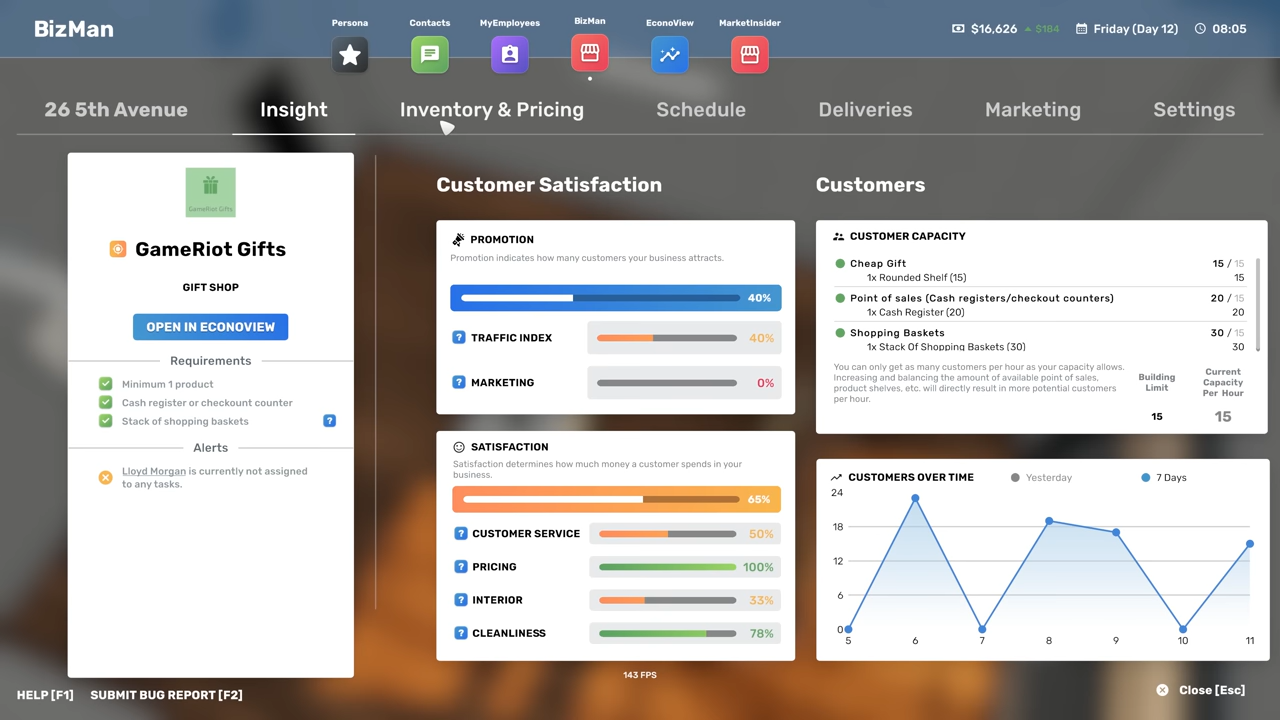 BizMan
Persona
Contacts
MyEmployees
BizMan
EconoView
MarketInsider
$16,626 $184
Friday (Day 12)
08:05
26 5th Avenue
Insight
Inventory & Pricing
Schedule
Deliveries
Marketing
Settings
GameRiot Gifts
GameRiot Gifts
GIFT SHOP
OPEN IN ECONOVIEW
Requirements
Minimum 1 product
Cash register or checkount counter
Stack of shopping baskets ?
Alerts
Lloyd Morgan is currently not assigned
to any tasks.
Customer Satisfaction
PROMOTION
Promotion indicates how many customers your business attracts.
40%
? TRAFFIC INDEX 40%
? MARKETING 0%
SATISFACTION
Satisfaction determines how much money a customer spends in your
business.
65%
? CUSTOMER SERVICE 50%
? PRICING 100%
? INTERIOR 33%
? CLEANLINESS 78%
Customers
CUSTOMER CAPACITY
Cheap Gift 15 / 15
1x Rounded Shelf (15) 15
Point of sales (Cash registers/checkout counters) 20 / 15
1x Cash Register (20) 20
Shopping Baskets 30 / 15
1x Stack Of Shopping Baskets (30) 30
You can only get as many customers per hour as your capacity allows.
Increasing and balancing the amount of available point of sales,
product shelves, etc. will directly result in more potential customers
per hour.
Building
Limit
15
Current
Capacity
Per Hour
15
CUSTOMERS OVER TIME
Yesterday
7 Days
24
18
12
6
0
5 6 7 8 9 10 11
143 FPS
HELP [F1]
SUBMIT BUG REPORT [F2]
Close [Esc]